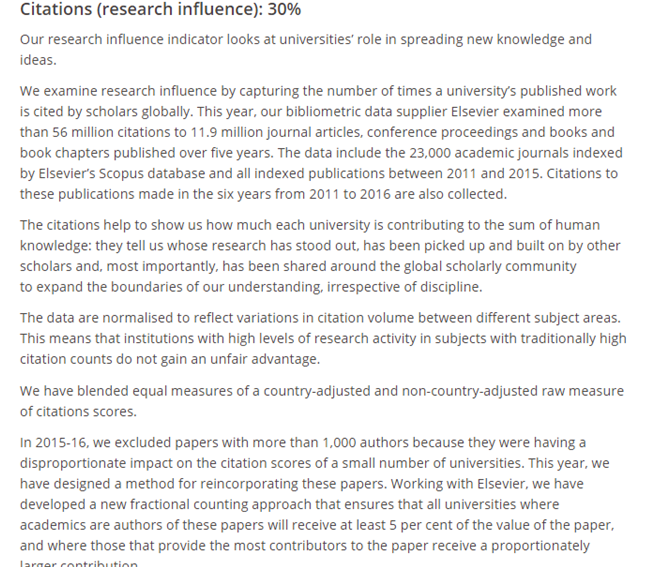 Citations (research influence): 30%
Our research influence indicator looks at universities’ role in spreading new knowledge and
ideas.
We examine research influence by capturing the number of times a university’s published work
is cited by scholars globally. This year, our bibliometric data supplier Elsevier examined more
than 56 million citations to 11.9 million journal articles, conference proceedings and books and
book chapters published over five years. The data include the 23,000 academic journals indexed
by Elsevier’s Scopus database and all indexed publications between 2011 and 2015. Citations to
these publications made in the six years from 2011 to 2016 are also collected.
The citations help to show us how much each university is contributing to the sum of human
knowledge: they tell us whose research has stood out, has been picked up and built on by other
scholars and, most importantly, has been shared around the global scholarly community
to expand the boundaries of our understanding, irrespective of discipline.
The data are normalised to reflect variations in citation volume between different subject areas.
This means that institutions with high levels of research activity in subjects with traditionally high
citation counts do not gain an unfair advantage.
We have blended equal measures of a country-adjusted and non-country-adjusted raw measure
of citations scores.
In 2015-16, we excluded papers with more than 1,000 authors because they were having a
disproportionate impact on the citation scores of a small number of universities. This year, we
have designed a method for reincorporating these papers. Working with Elsevier, we have
developed a new fractional counting approach that ensures that all universities where
academics are authors of these papers will receive at least 5 per cent of the value of the paper,
and where those that provide the most contributors to the paper receive a proportionately
larger contribution